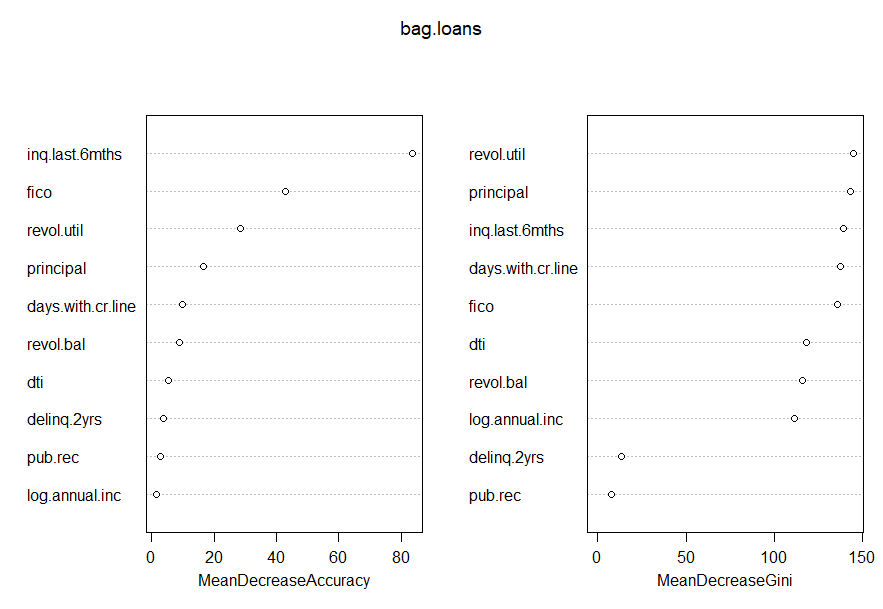 bag.loans
inq.last.6mths
fico
revol.util
principal
days.with.cr.line
revol.bal
dti
delinq.2yrs
pub.rec
log.annual.inc
0 20 40 60 80
MeanDecreaseAccuracy
revol.util
principal
inq.last.6mths
days.with.cr.line
fico
dti
revol.bal
log.annual.inc
delinq.2yrs
pub.rec
0 50 100 150
MeanDecreaseGini